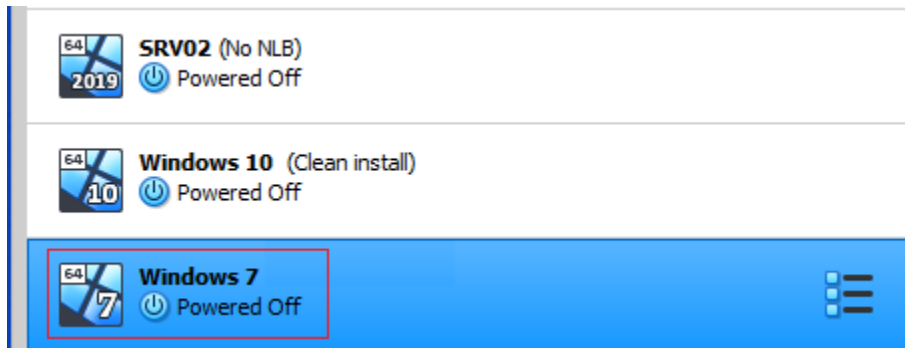 64
2019
SRV02 (No NLB)
Powered Off
64
10
Windows 10 (Clean install)
Powered Off
64
7
Windows 7
Powered Off